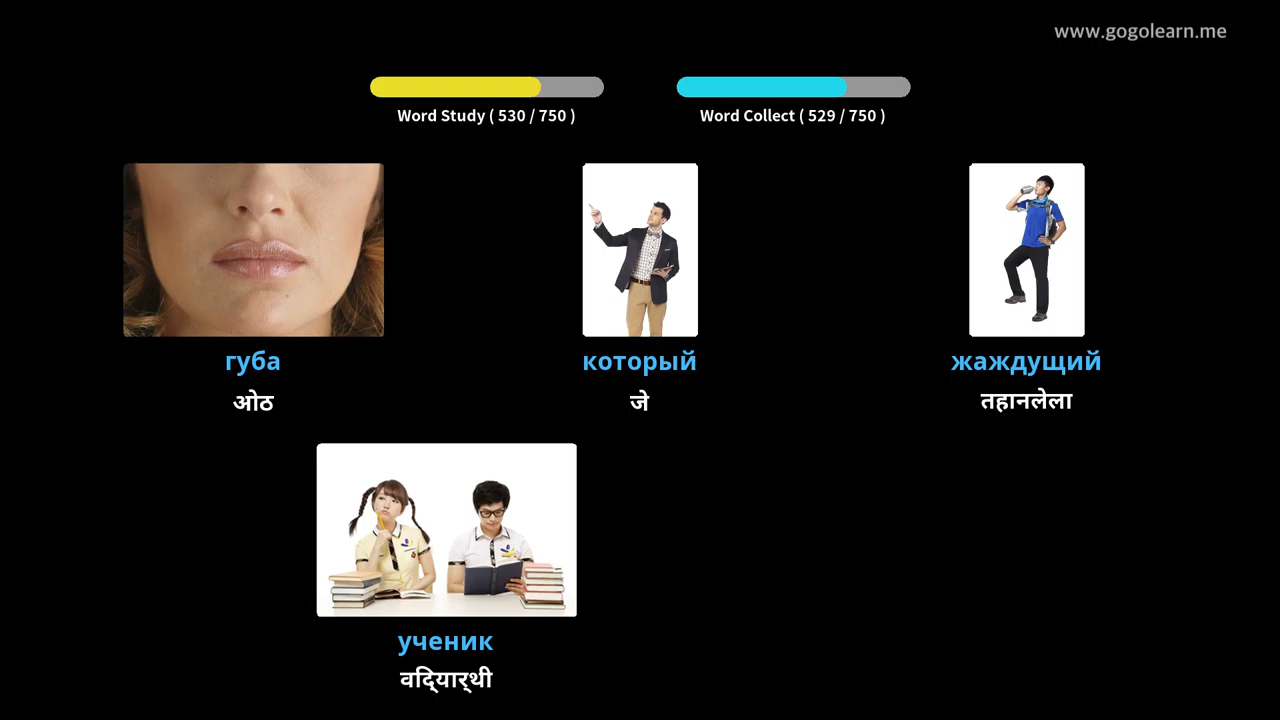 www.gogolearn.me
Word Study ( 530 / 750 )
Word Collect ( 529 / 750 )
губа
который
жаждущий
ओठ
जे
तहानलेला
ученик
विद्यार्थी